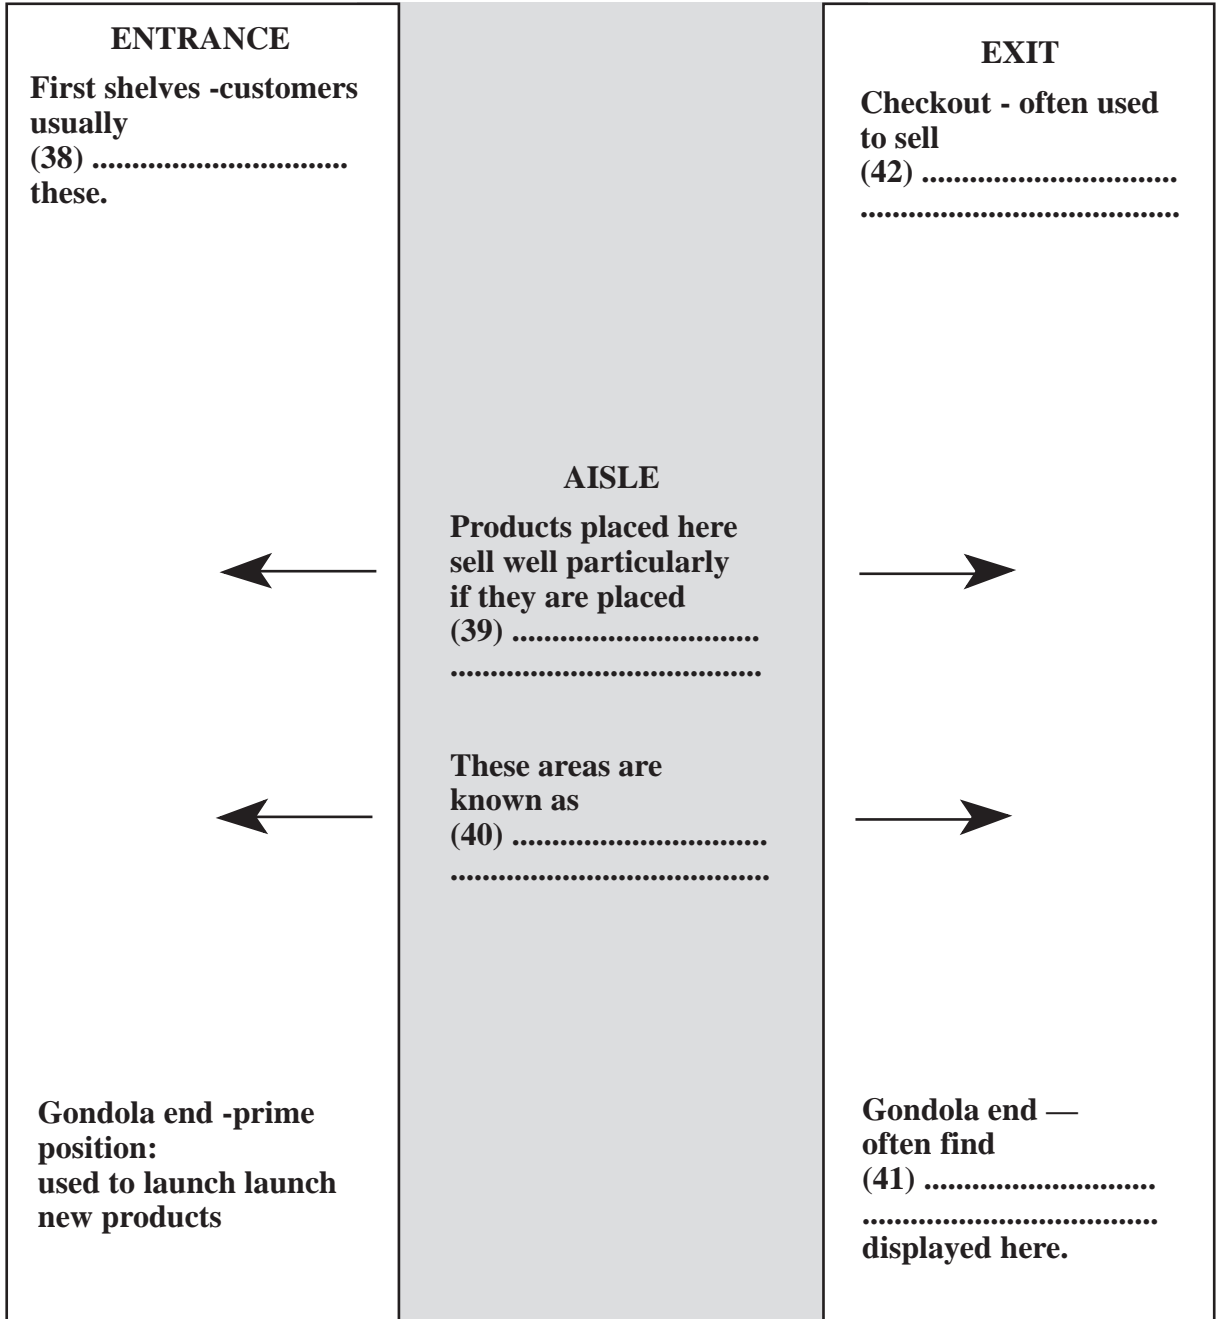 ENTRANCE
First shelves -customers
usually
(38) ................................
these.
EXIT
Checkout - often used
to sell
(42) ................................
........................................
AISLE
Products placed here
sell well particularly
if they are placed
(39) ...............................
.......................................
These areas are
known as
(40) ................................
........................................
Gondola end -prime
position:
used to launch launch
new products
Gondola end —
often find
(41) .............................
.....................................
displayed here.